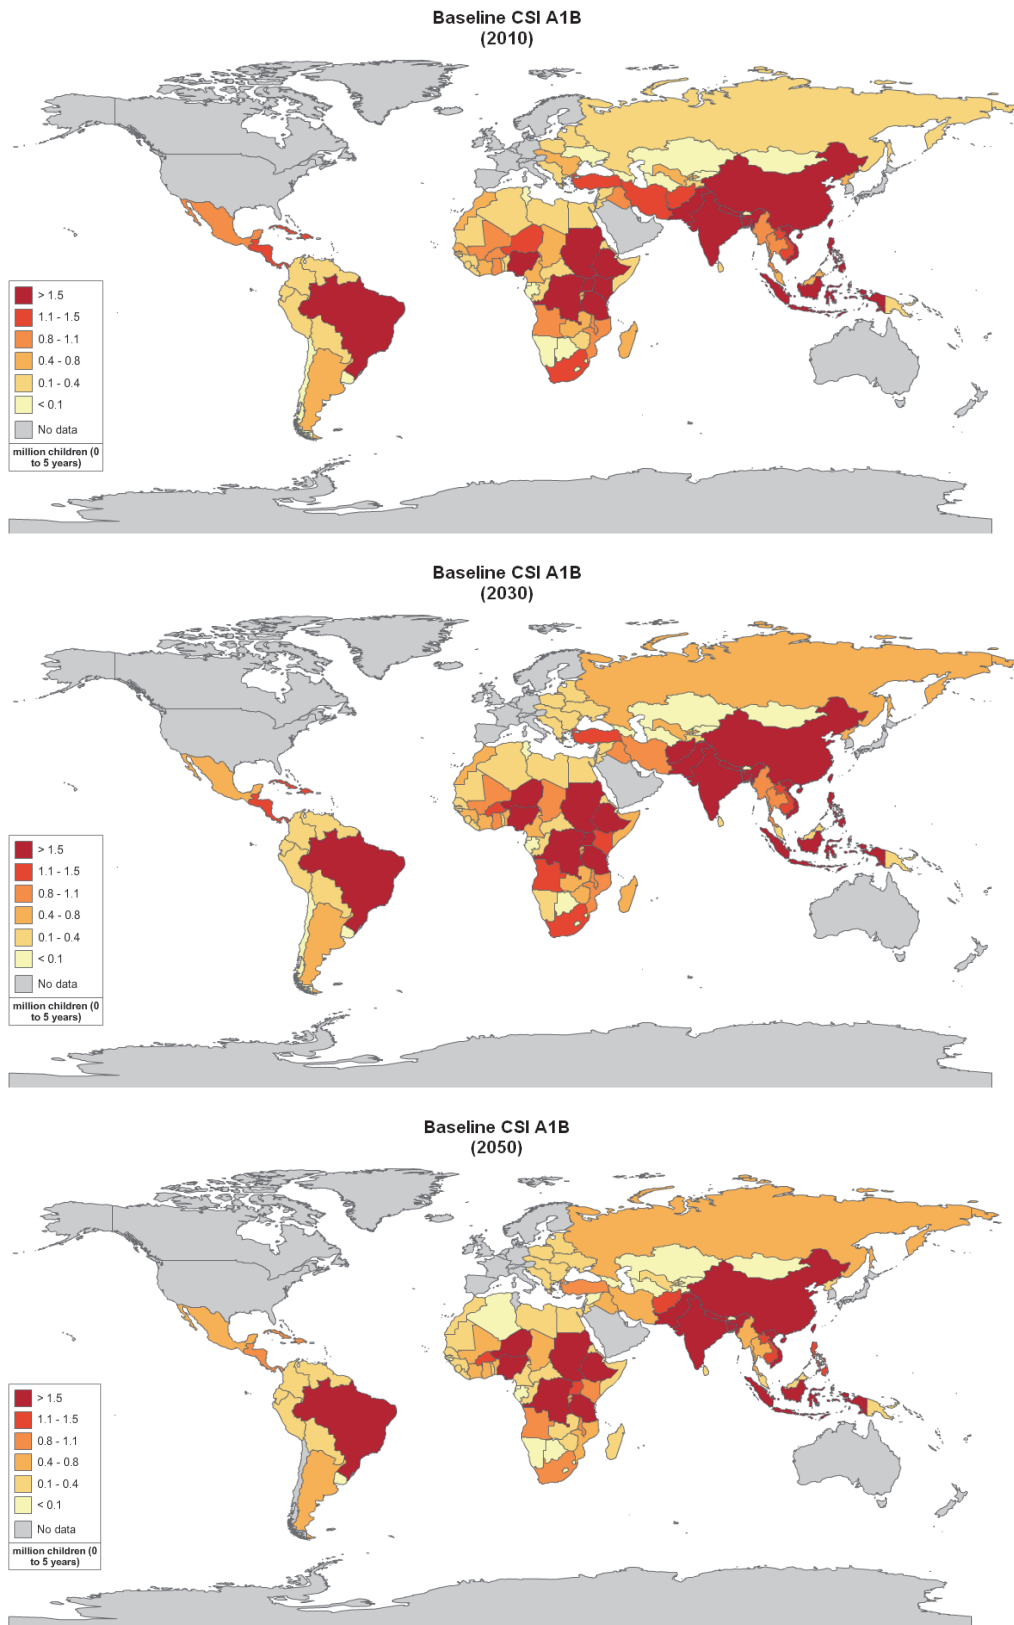 Baseline CSI A1B
(2010)
> 1.5
1.1 - 1.5
0.8 - 1.1
0.4 - 0.8
0.1 - 0.4
< 0.1
No data
million children (0
to 5 years)
Baseline CSI A1B
(2030)
> 1.5
1.1 - 1.5
0.8 - 1.1
0.4 - 0.8
0.1 - 0.4
< 0.1
No data
million children (0
to 5 years)
Baseline CSI A1B
(2050)
> 1.5
1.1 - 1.5
0.8 - 1.1
0.4 - 0.8
0.1 - 0.4
< 0.1
No data
million children (0
to 5 years)